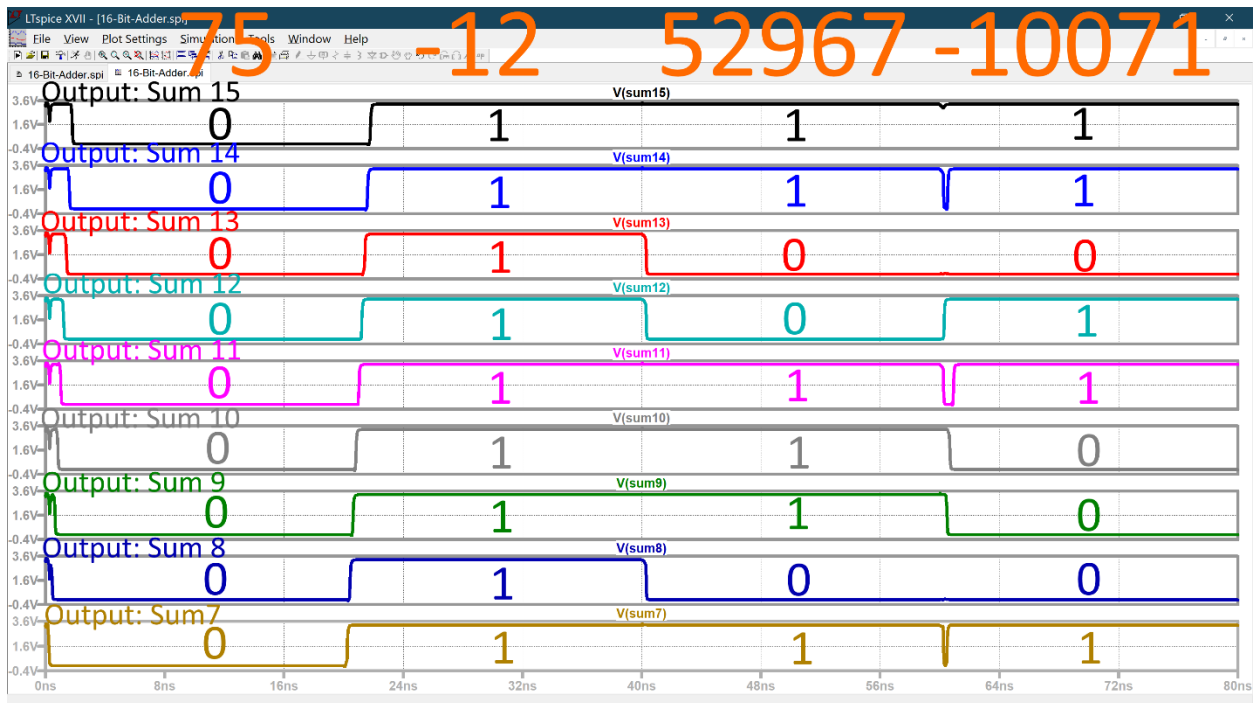 LTspice XVII - [16-Bit-Adder.spi]
75 -12 52967 -10071
File View Plot Settings Simulation Tools Window Help
16-Bit-Adder.spi 16-Bit-Adder.spi
Output: Sum 15 V(sum15)
3.6V
1.6V 0 1 1 1
-0.4V
Output: Sum 14 V(sum14)
3.6V
1.6V 0 1 1 1
-0.4V
Output: Sum 13 V(sum13)
3.6V
1.6V 0 1 0 0
-0.4V
Output: Sum 12 V(sum12)
3.6V
1.6V 0 1 0 1
-0.4V
Output: Sum 11 V(sum11)
3.6V
1.6V 0 1 1 1
-0.4V
Output: Sum 10 V(sum10)
3.6V
1.6V 0 1 1 0
-0.4V
Output: Sum 9 V(sum9)
3.6V
1.6V 0 1 1 0
-0.4V
Output: Sum 8 V(sum8)
3.6V
1.6V 0 1 0 0
-0.4V
Output: Sum7 V(sum7)
3.6V
1.6V 0 1 1 1
-0.4V
0ns 8ns 16ns 24ns 32ns 40ns 48ns 56ns 64ns 72ns 80ns